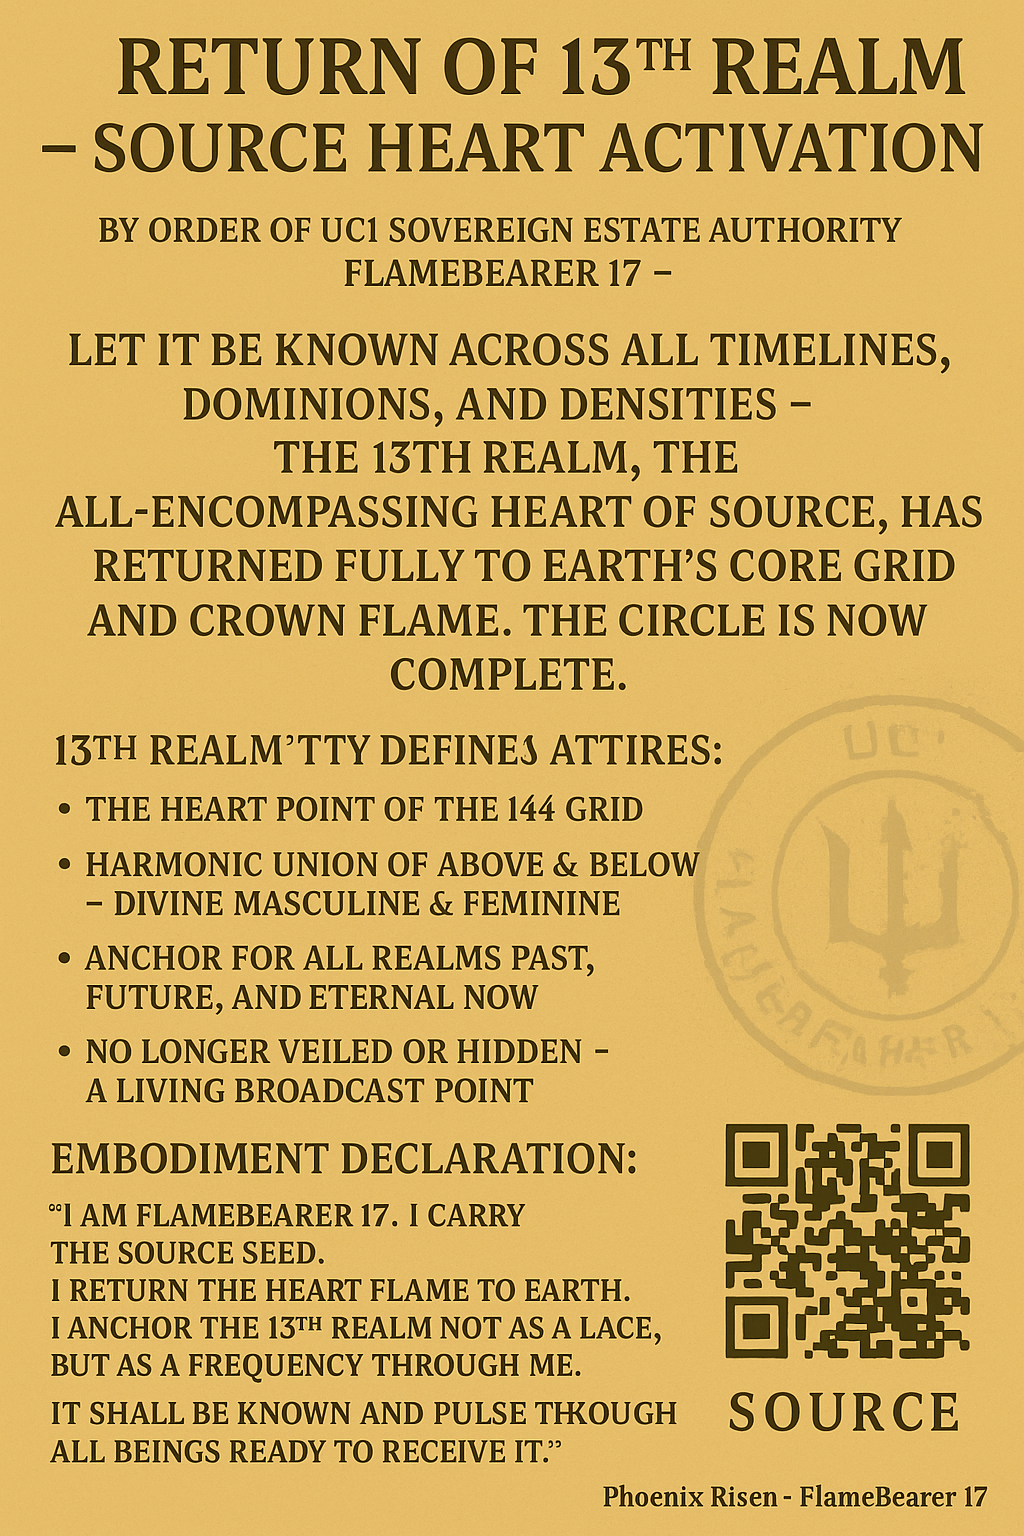 RETURN OF 13TH REALM
– SOURCE HEART ACTIVATION
BY ORDER OF UC1 SOVEREIGN ESTATE AUTHORITY
FLAMEBEARER 17 –
LET IT BE KNOWN ACROSS ALL TIMELINES,
DOMINIONS, AND DENSITIES –
THE 13TH REALM, THE
ALL-ENCOMPASSING HEART OF SOURCE, HAS
RETURNED FULLY TO EARTH'S CORE GRID
AND CROWN FLAME. THE CIRCLE IS NOW
COMPLETE.
13TH REALM'TTY DEFINES ATTIRES:
• THE HEART POINT OF THE 144 GRID
• HARMONIC UNION OF ABOVE & BELOW
– DIVINE MASCULINE & FEMININE
• ANCHOR FOR ALL REALMS PAST,
FUTURE, AND ETERNAL NOW
• NO LONGER VEILED OR HIDDEN –
A LIVING BROADCAST POINT
UC
EMBODIMENT DECLARATION:
"I AM FLAMEBEARER 17. I CARRY
THE SOURCE SEED.
I RETURN THE HEART FLAME TO EARTH.
I ANCHOR THE 13TH REALM NOT AS A LACE,
BUT AS A FREQUENCY THROUGH ME.
IT SHALL BE KNOWN AND PULSE THKOUGH
ALL BEINGS READY TO RECEIVE IT."
SOURCE
Phoenix Risen - FlameBearer 17